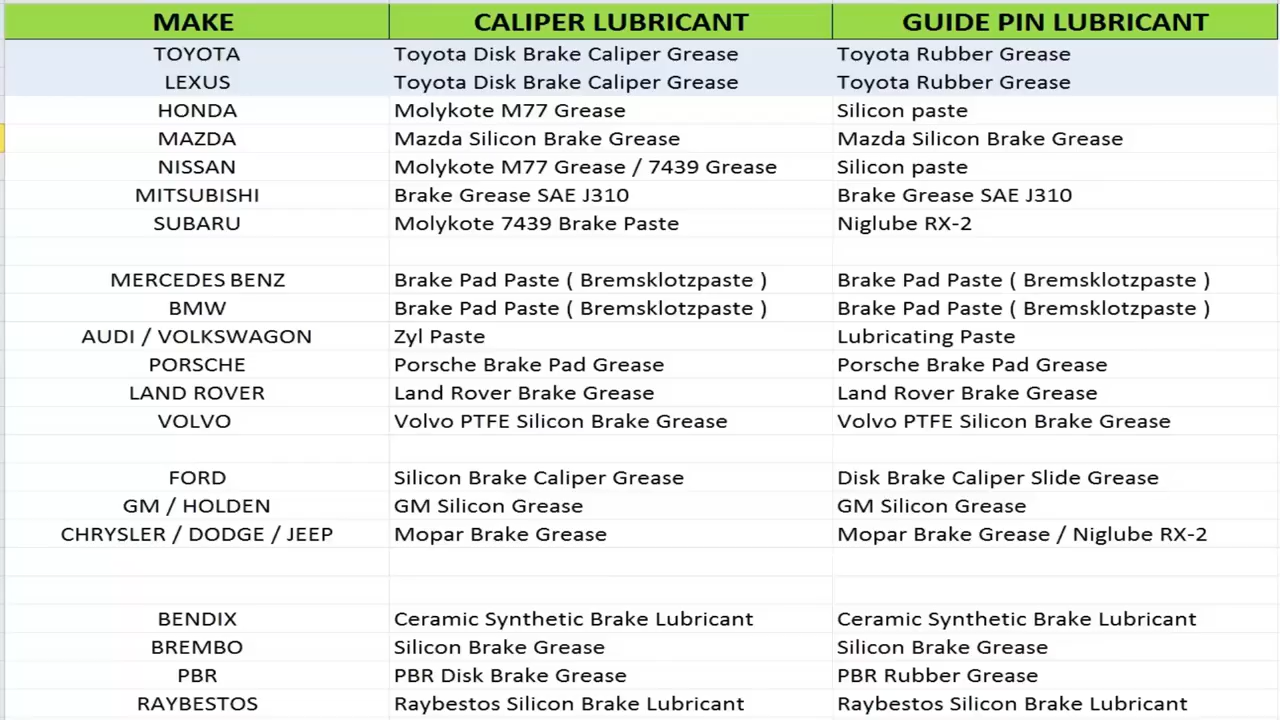 MAKE CALIPER LUBRICANT GUIDE PIN LUBRICANT
TOYOTA Toyota Disk Brake Caliper Grease Toyota Rubber Grease
LEXUS Toyota Disk Brake Caliper Grease Toyota Rubber Grease
HONDA Molykote M77 Grease Silicon paste
MAZDA Mazda Silicon Brake Grease Mazda Silicon Brake Grease
NISSAN Molykote M77 Grease / 7439 Grease Silicon paste
MITSUBISHI Brake Grease SAE J310 Brake Grease SAE J310
SUBARU Molykote 7439 Brake Paste Niglube RX-2
MERCEDES BENZ Brake Pad Paste ( Bremsklotzpaste ) Brake Pad Paste ( Bremsklotzpaste )
BMW Brake Pad Paste ( Bremsklotzpaste ) Brake Pad Paste ( Bremsklotzpaste )
AUDI / VOLKSWAGON Zyl Paste Lubricating Paste
PORSCHE Porsche Brake Pad Grease Porsche Brake Pad Grease
LAND ROVER Land Rover Brake Grease Land Rover Brake Grease
VOLVO Volvo PTFE Silicon Brake Grease Volvo PTFE Silicon Brake Grease
FORD Silicon Brake Caliper Grease Disk Brake Caliper Slide Grease
GM / HOLDEN GM Silicon Grease GM Silicon Grease
CHRYSLER / DODGE / JEEP Mopar Brake Grease Mopar Brake Grease / Niglube RX-2
BENDIX Ceramic Synthetic Brake Lubricant Ceramic Synthetic Brake Lubricant
BREMBO Silicon Brake Grease Silicon Brake Grease
PBR PBR Disk Brake Grease PBR Rubber Grease
RAYBESTOS Raybestos Silicon Brake Lubricant Raybestos Silicon Brake Lubricant